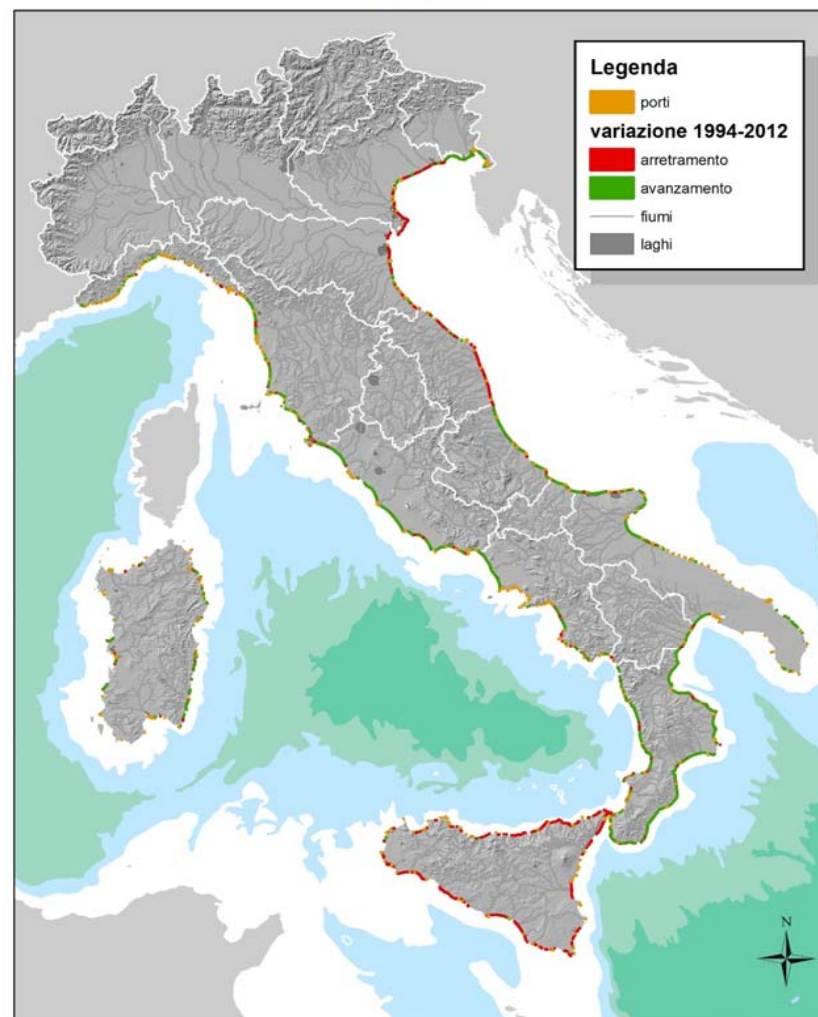 Legenda
porti
variazione 1994-2012
arretramento
avanzamento
fiumi
laghi
N